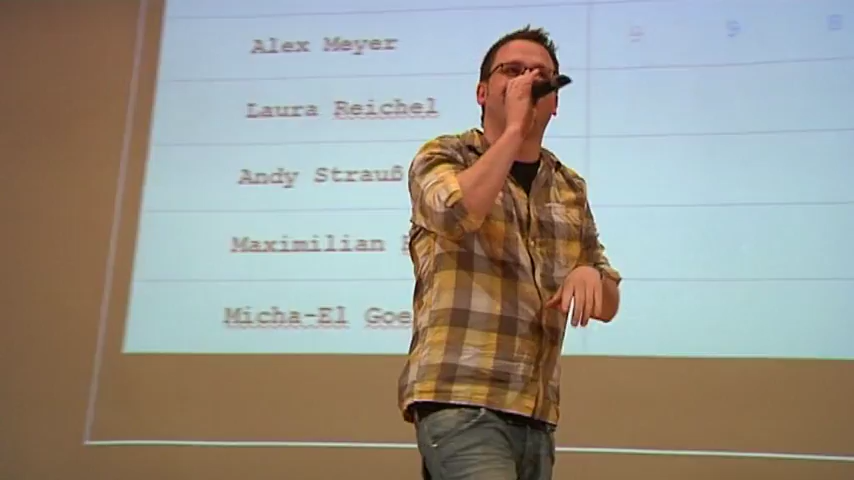 Alex Meyer
Laura Reichel
Andy Strauß
Maximilian
Micha-El Goe